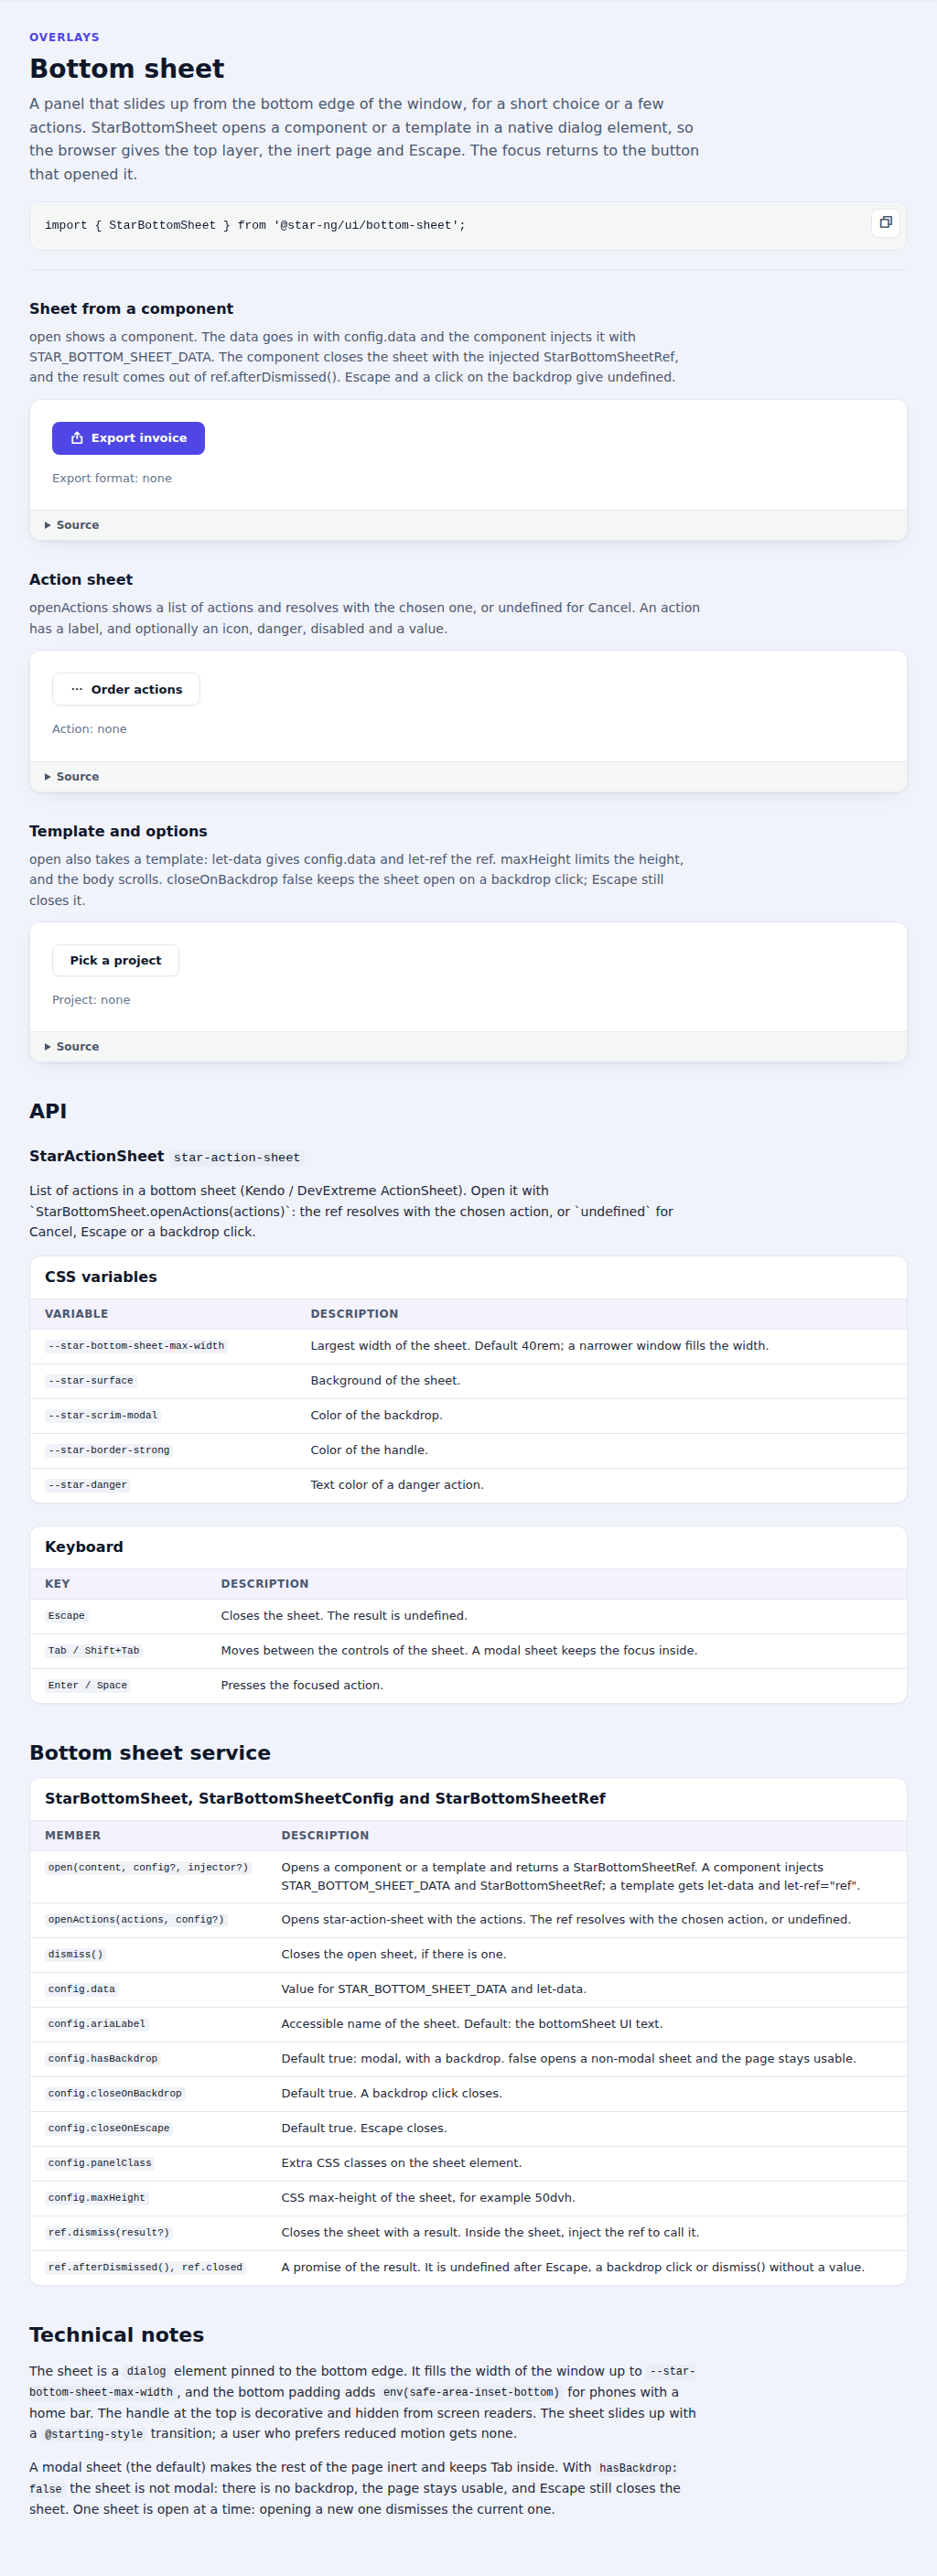 OVERLAYS
Bottom sheet
A panel that slides up from the bottom edge of the window, for a short choice or a few
actions. StarBottomSheet opens a component or a template in a native dialog element, so
the browser gives the top layer, the inert page and Escape. The focus returns to the button
that opened it.
import { StarBottomSheet } from '@star-ng/ui/bottom-sheet';
Sheet from a component
open shows a component. The data goes in with config.data and the component injects it with
STAR_BOTTOM_SHEET_DATA. The component closes the sheet with the injected StarBottomSheetRef,
and the result comes out of ref.afterDismissed(). Escape and a click on the backdrop give undefined.
Export invoice
Export format: none
Source
Action sheet
openActions shows a list of actions and resolves with the chosen one, or undefined for Cancel. An action
has a label, and optionally an icon, danger, disabled and a value.
Order actions
Action: none
Source
Template and options
open also takes a template: let-data gives config.data and let-ref the ref. maxHeight limits the height,
and the body scrolls. closeOnBackdrop false keeps the sheet open on a backdrop click; Escape still
closes it.
Pick a project
Project: none
Source
API
StarActionSheet star-action-sheet
List of actions in a bottom sheet (Kendo / DevExtreme ActionSheet). Open it with
`StarBottomSheet.openActions(actions)`: the ref resolves with the chosen action, or `undefined` for
Cancel, Escape or a backdrop click.
CSS variables
VARIABLE DESCRIPTION
--star-bottom-sheet-max-width Largest width of the sheet. Default 40rem; a narrower window fills the width.
--star-surface Background of the sheet.
--star-scrim-modal Color of the backdrop.
--star-border-strong Color of the handle.
--star-danger Text color of a danger action.
Keyboard
KEY DESCRIPTION
Escape Closes the sheet. The result is undefined.
Tab / Shift+Tab Moves between the controls of the sheet. A modal sheet keeps the focus inside.
Enter / Space Presses the focused action.
Bottom sheet service
StarBottomSheet, StarBottomSheetConfig and StarBottomSheetRef
MEMBER DESCRIPTION
open(content, config?, injector?) Opens a component or a template and returns a StarBottomSheetRef. A component injects
STAR_BOTTOM_SHEET_DATA and StarBottomSheetRef; a template gets let-data and let-ref="ref".
openActions(actions, config?) Opens star-action-sheet with the actions. The ref resolves with the chosen action, or undefined.
dismiss() Closes the open sheet, if there is one.
config.data Value for STAR_BOTTOM_SHEET_DATA and let-data.
config.ariaLabel Accessible name of the sheet. Default: the bottomSheet UI text.
config.hasBackdrop Default true: modal, with a backdrop. false opens a non-modal sheet and the page stays usable.
config.closeOnBackdrop Default true. A backdrop click closes.
config.closeOnEscape Default true. Escape closes.
config.panelClass Extra CSS classes on the sheet element.
config.maxHeight CSS max-height of the sheet, for example 50dvh.
ref.dismiss(result?) Closes the sheet with a result. Inside the sheet, inject the ref to call it.
ref.afterDismissed(), ref.closed A promise of the result. It is undefined after Escape, a backdrop click or dismiss() without a value.
Technical notes
The sheet is a dialog element pinned to the bottom edge. It fills the width of the window up to --star-
bottom-sheet-max-width, and the bottom padding adds env(safe-area-inset-bottom) for phones with a
home bar. The handle at the top is decorative and hidden from screen readers. The sheet slides up with
a @starting-style transition; a user who prefers reduced motion gets none.
A modal sheet (the default) makes the rest of the page inert and keeps Tab inside. With hasBackdrop:
false the sheet is not modal: there is no backdrop, the page stays usable, and Escape still closes the
sheet. One sheet is open at a time: opening a new one dismisses the current one.